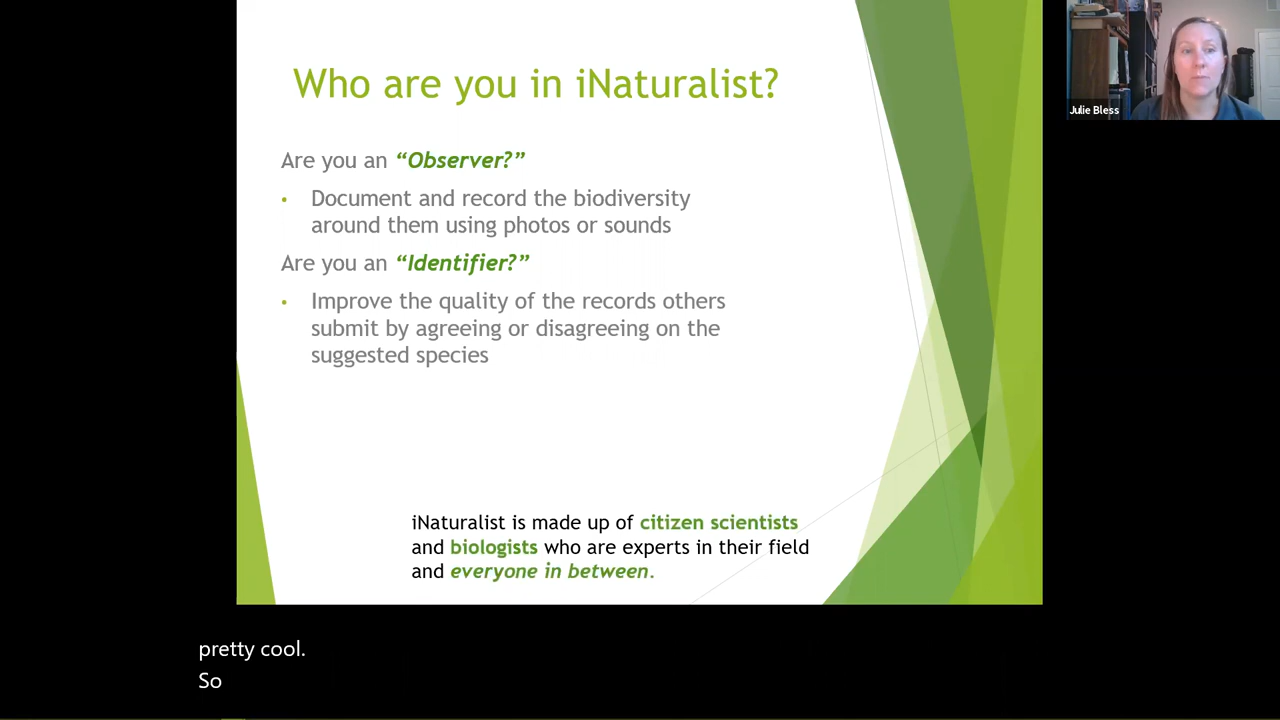 Who are you in iNaturalist?
Are you an “Observer?”
• Document and record the biodiversity
around them using photos or sounds
Are you an “Identifier?”
• Improve the quality of the records others
submit by agreeing or disagreeing on the
suggested species
iNaturalist is made up of citizen scientists
and biologists who are experts in their field
and everyone in between.
Julie Bless
pretty cool.
So